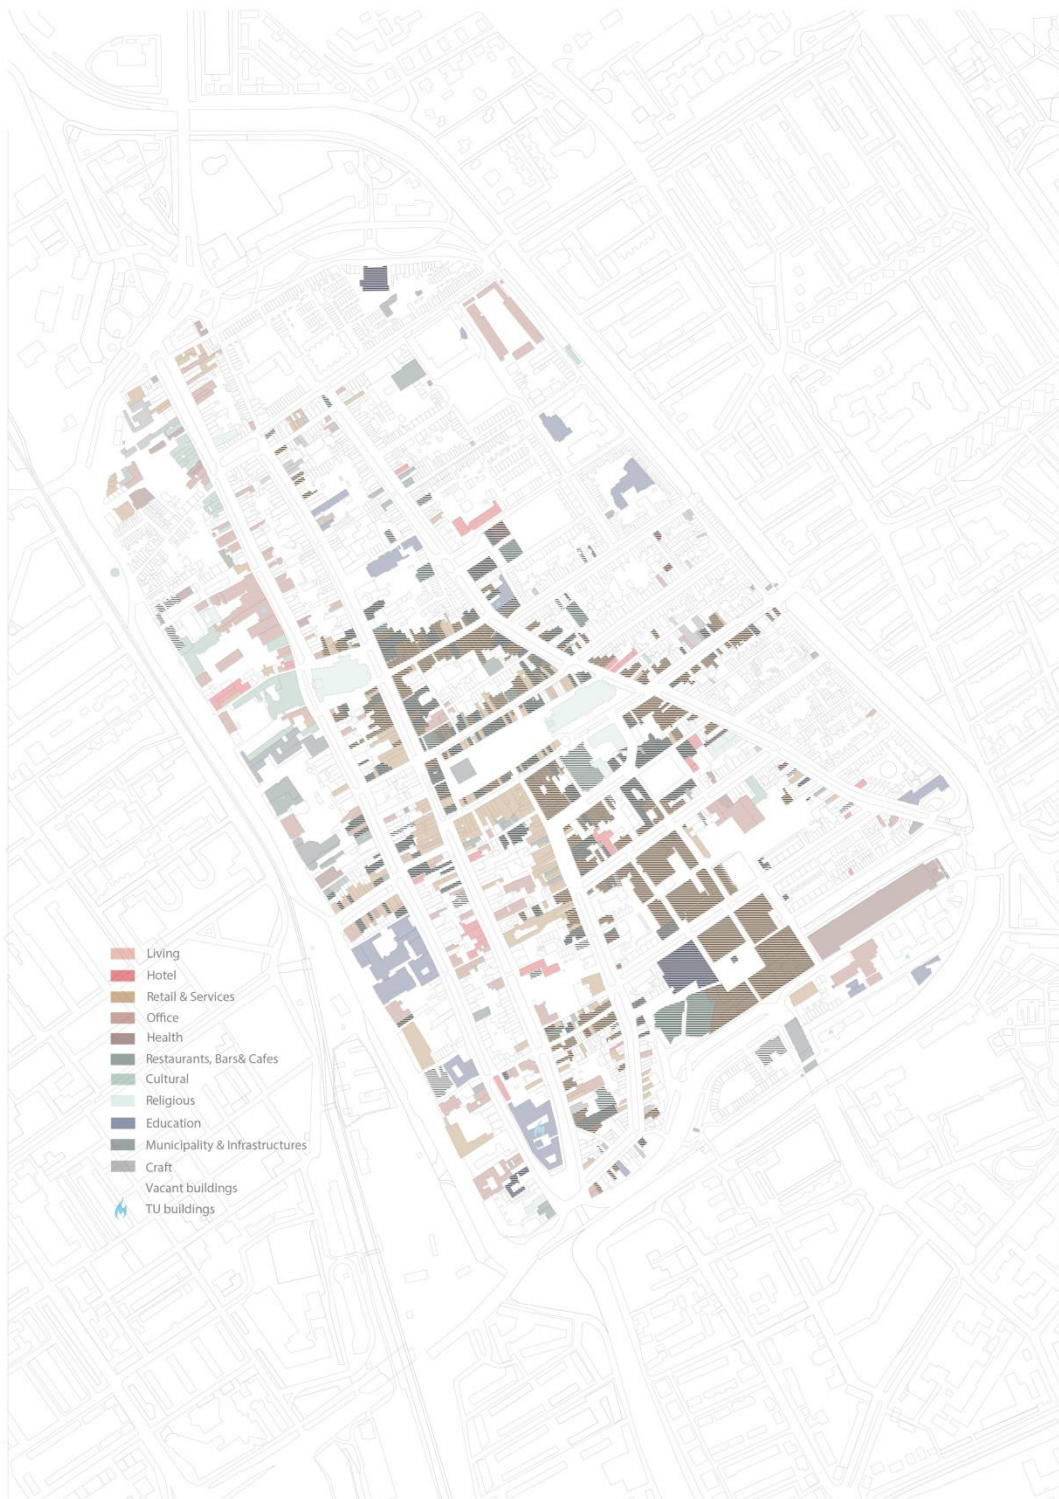 Living
Hotel
Retail & Services
Office
Health
Restaurants, Bars& Cafes
Cultural
Religious
Education
Municipality & Infrastructures
Craft
Vacant buildings
TU buildings